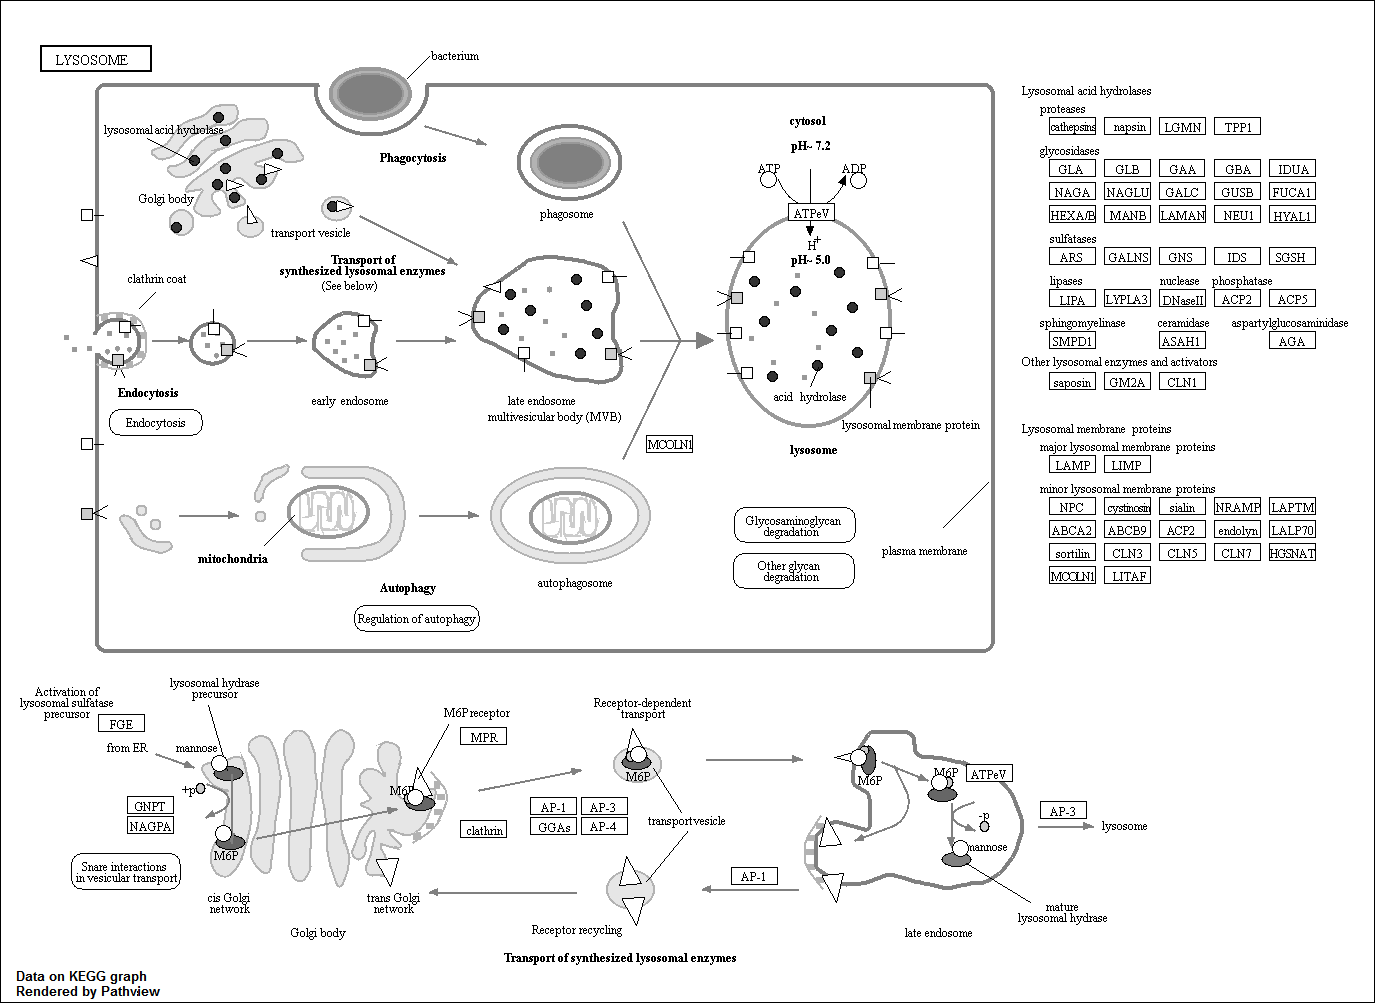 LYSOSOME
bacterium
lysosomal acid hydrolase
Phagocytosis
Golgi body
phagosome
transport vesicle
Transport of
synthesized lysosomal enzymes
(See below)
clathrin coat
cytosol
pH~ 7.2
ATP
ADP
ATPeV
H+
pH~ 5.0
Endocytosis
Endocytosis
early endosome
late endosome
multivesicular body (MVB)
acid hydrolase
lysosomal membrane protein
MCOLN1
lysosome
mitochondria
Autophagy
autophagosome
Regulation of autophagy
Glycosaminoglycan
degradation
Other glycan
degradation
plasma membrane
Lysosomal acid hydrolases
proteases
cathepsins napsin LGMN TPP1
glycosidases
GLA GLB GAA GBA IDUA
NAGA NAGLU GALC GUSB FUCA1
HEXA/B MANB LAMAN NEU1 HYAL1
sulfatases
ARS GALNS GNS IDS SGSH
lipases nuclease phosphatase
LIPA LYPLA3 DNaseII ACP2 ACP5
sphingomyelinase ceramidase aspartylglucosaminidase
SMPD1 ASAH1 AGA
Other lysosomal enzymes and activators
saposin GM2A CLN1
Lysosomal membrane proteins
major lysosomal membrane proteins
LAMP LIMP
minor lysosomal membrane proteins
NPC cystinosin sialin NRAMP LAPTM
ABCA2 ABCB9 ACP2 endolyn LALP70
sortilin CLN3 CLN5 CLN7 HGSNAT
MCOLN1 LITAF
Activation of
lysosomal sulfatase
precursor
FGE
lysosomal hydrase
precursor
from ER
mannose
+p
GNPT
NAGPA
M6P
Snare interactions
in vesicular transport
cis Golgi
network
Golgi body
trans Golgi
network
M6P receptor
MPR
M6P
clathrin
AP-1 AP-3
GGAs AP-4
Receptor-dependent
transport
M6P
transport vesicle
Receptor recycling
AP-1
M6P
M6P
ATPeV
-p
mannose
AP-3
lysosome
mature
lysosomal hydrase
late endosome
Transport of synthesized lysosomal enzymes
Data on KEGG graph
Rendered by Pathview